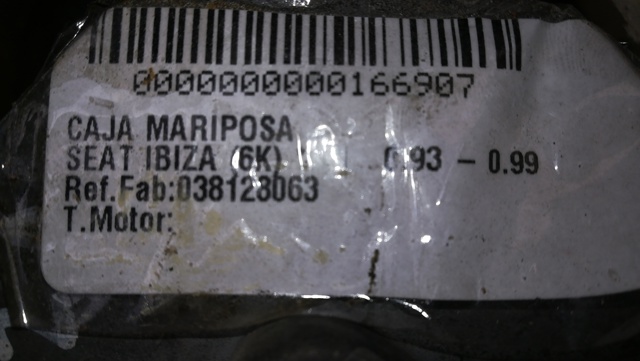 0000000000166907
CAJA MARIPOSA
SEAT IBIZA (6K) 0.93 - 0.99
Ref.Fab:038128063
T.Motor: